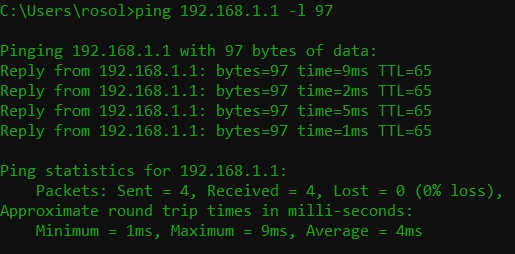 C:\Users\rosol>ping 192.168.1.1 -l 97
Pinging 192.168.1.1 with 97 bytes of data:
Reply from 192.168.1.1: bytes=97 time=9ms TTL=65
Reply from 192.168.1.1: bytes=97 time=2ms TTL=65
Reply from 192.168.1.1: bytes=97 time=5ms TTL=65
Reply from 192.168.1.1: bytes=97 time=1ms TTL=65
Ping statistics for 192.168.1.1:
Packets: Sent = 4, Received = 4, Lost = 0 (0% loss),
Approximate round trip times in milli-seconds:
Minimum = 1ms, Maximum = 9ms, Average = 4ms